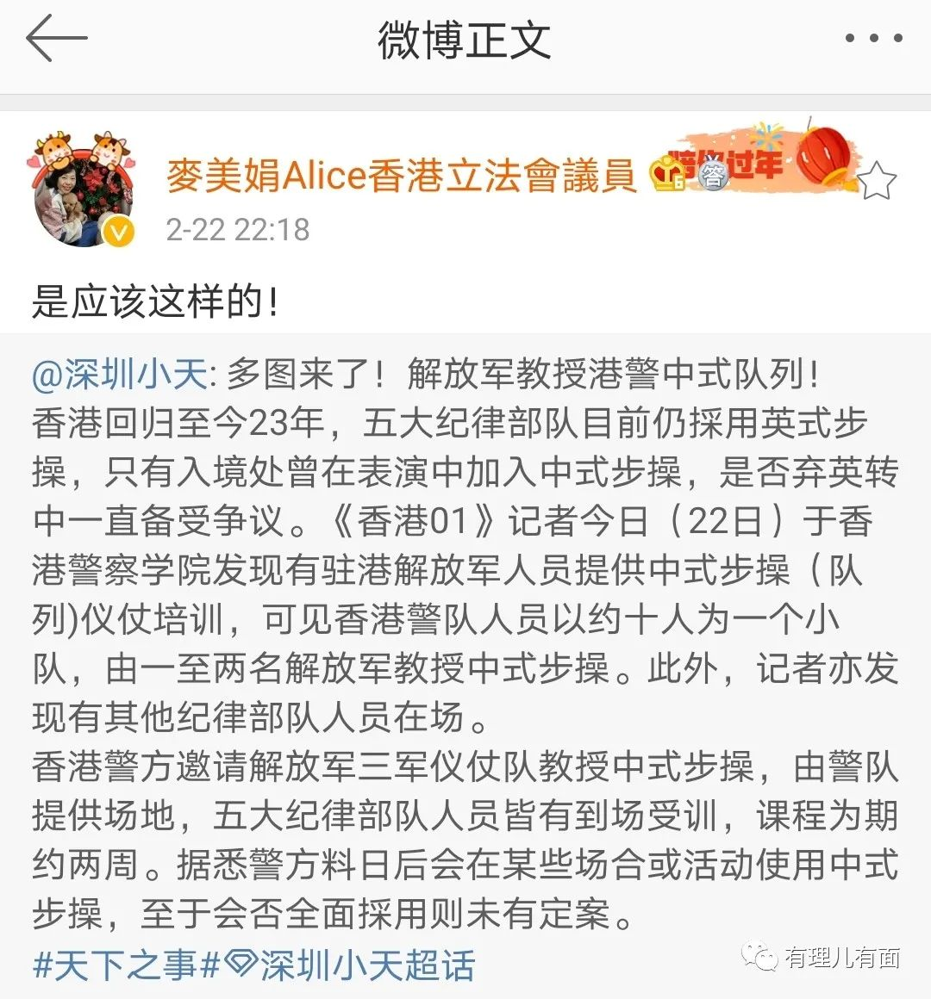 微博正文
麥美娟Alice香港立法會議員
陪你过年
答
6
2-22 22:18
是应该这样的！
@深圳小天: 多图来了！解放军教授港警中式队列！
香港回归至今23年，五大纪律部队目前仍採用英式步
操，只有入境处曾在表演中加入中式步操，是否弃英转
中一直备受争议。《香港01》记者今日（22日）于香
港警察学院发现有驻港解放军人员提供中式步操（队
列)仪仗培训，可见香港警队人员以约十人为一个小
队，由一至两名解放军教授中式步操。此外，记者亦发
现有其他纪律部队人员在场。
香港警方邀请解放军三军仪仗队教授中式步操，由警队
提供场地，五大纪律部队人员皆有到场受训，课程为期
约两周。据悉警方料日后会在某些场合或活动使用中式
步操，至于会否全面採用则未有定案。
#天下之事#深圳小天超话
有理儿有面